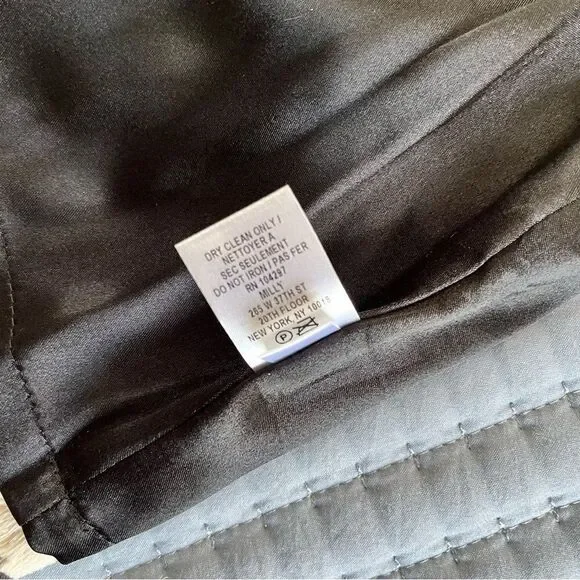 DRY CLEAN ONLY /
NETTOYER A
SEC SEULEMENT
DO NOT IRON / PAS FER
RN 104297
MILLY
265 W 37TH ST
20TH FLOOR
NEW YORK, NY 10018
P